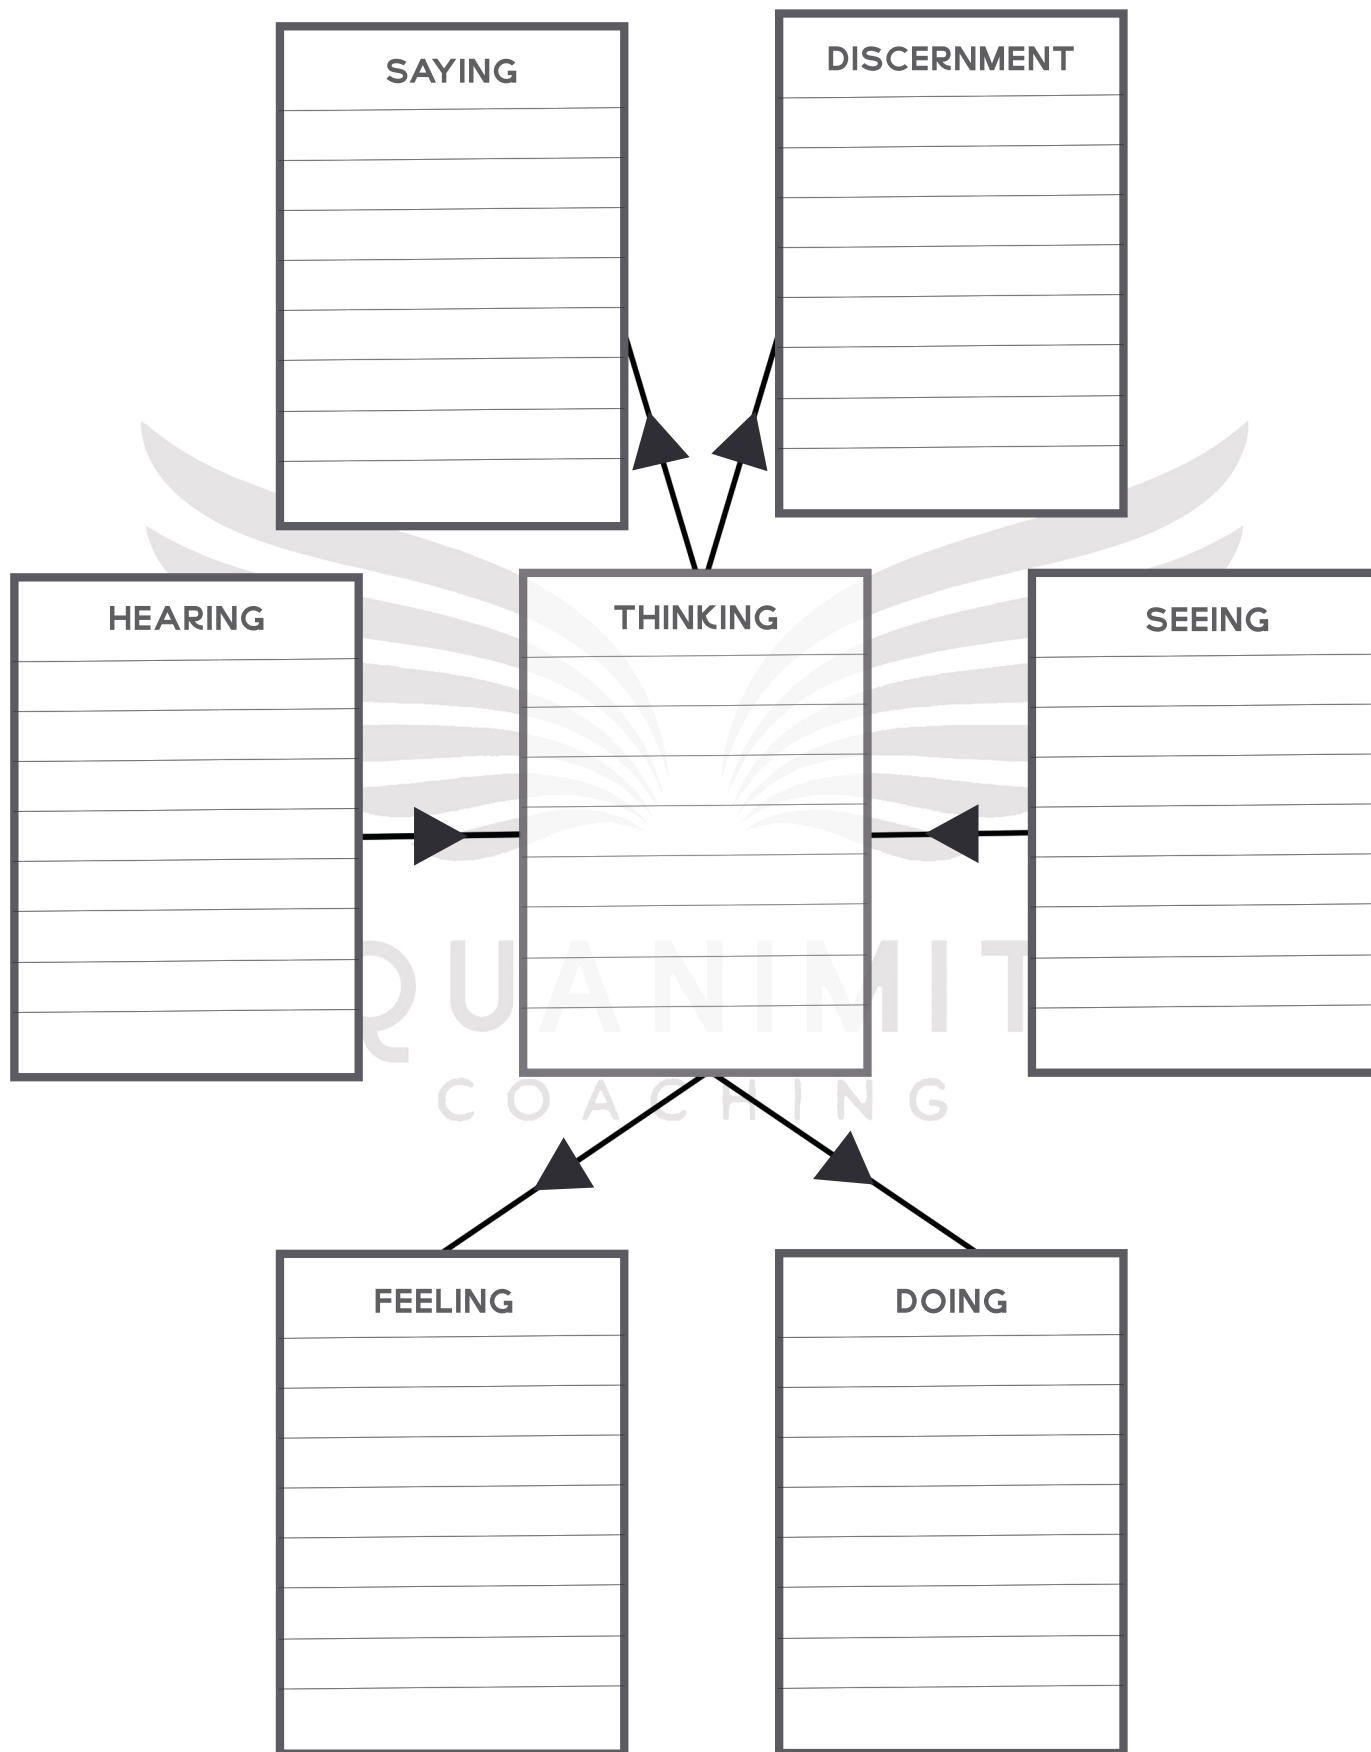 SAYING
DISCERNMENT
HEARING
THINKING
SEEING
QUANIMIT
COACHING
FEELING
DOING